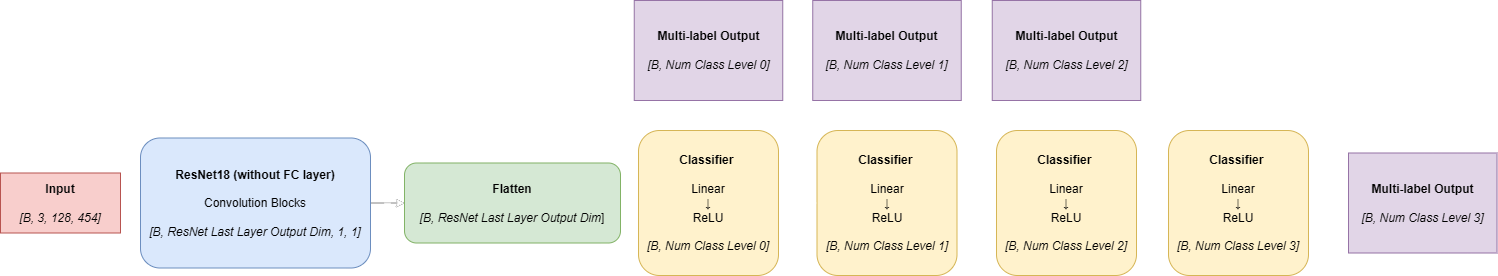 Multi-label Output
[B, Num Class Level 0]
Multi-label Output
[B, Num Class Level 1]
Multi-label Output
[B, Num Class Level 2]
Input
[B, 3, 128, 454]
ResNet18 (without FC layer)
Convolution Blocks
[B, ResNet Last Layer Output Dim, 1, 1]
Flatten
[B, ResNet Last Layer Output Dim]
Classifier
Linear
↓
ReLU
[B, Num Class Level 0]
Classifier
Linear
↓
ReLU
[B, Num Class Level 1]
Classifier
Linear
↓
ReLU
[B, Num Class Level 2]
Classifier
Linear
↓
ReLU
[B, Num Class Level 3]
Multi-label Output
[B, Num Class Level 3]